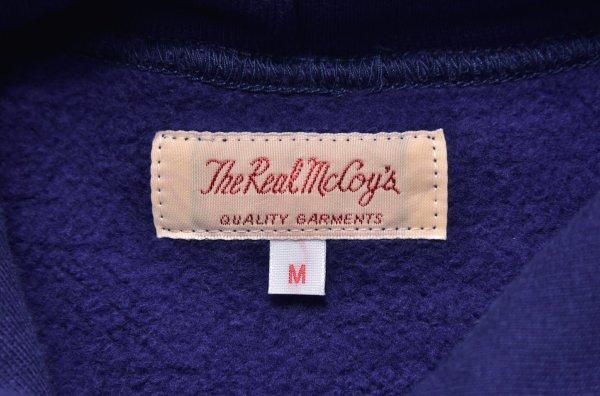 The Real McCoy's
QUALITY GARMENTS
M